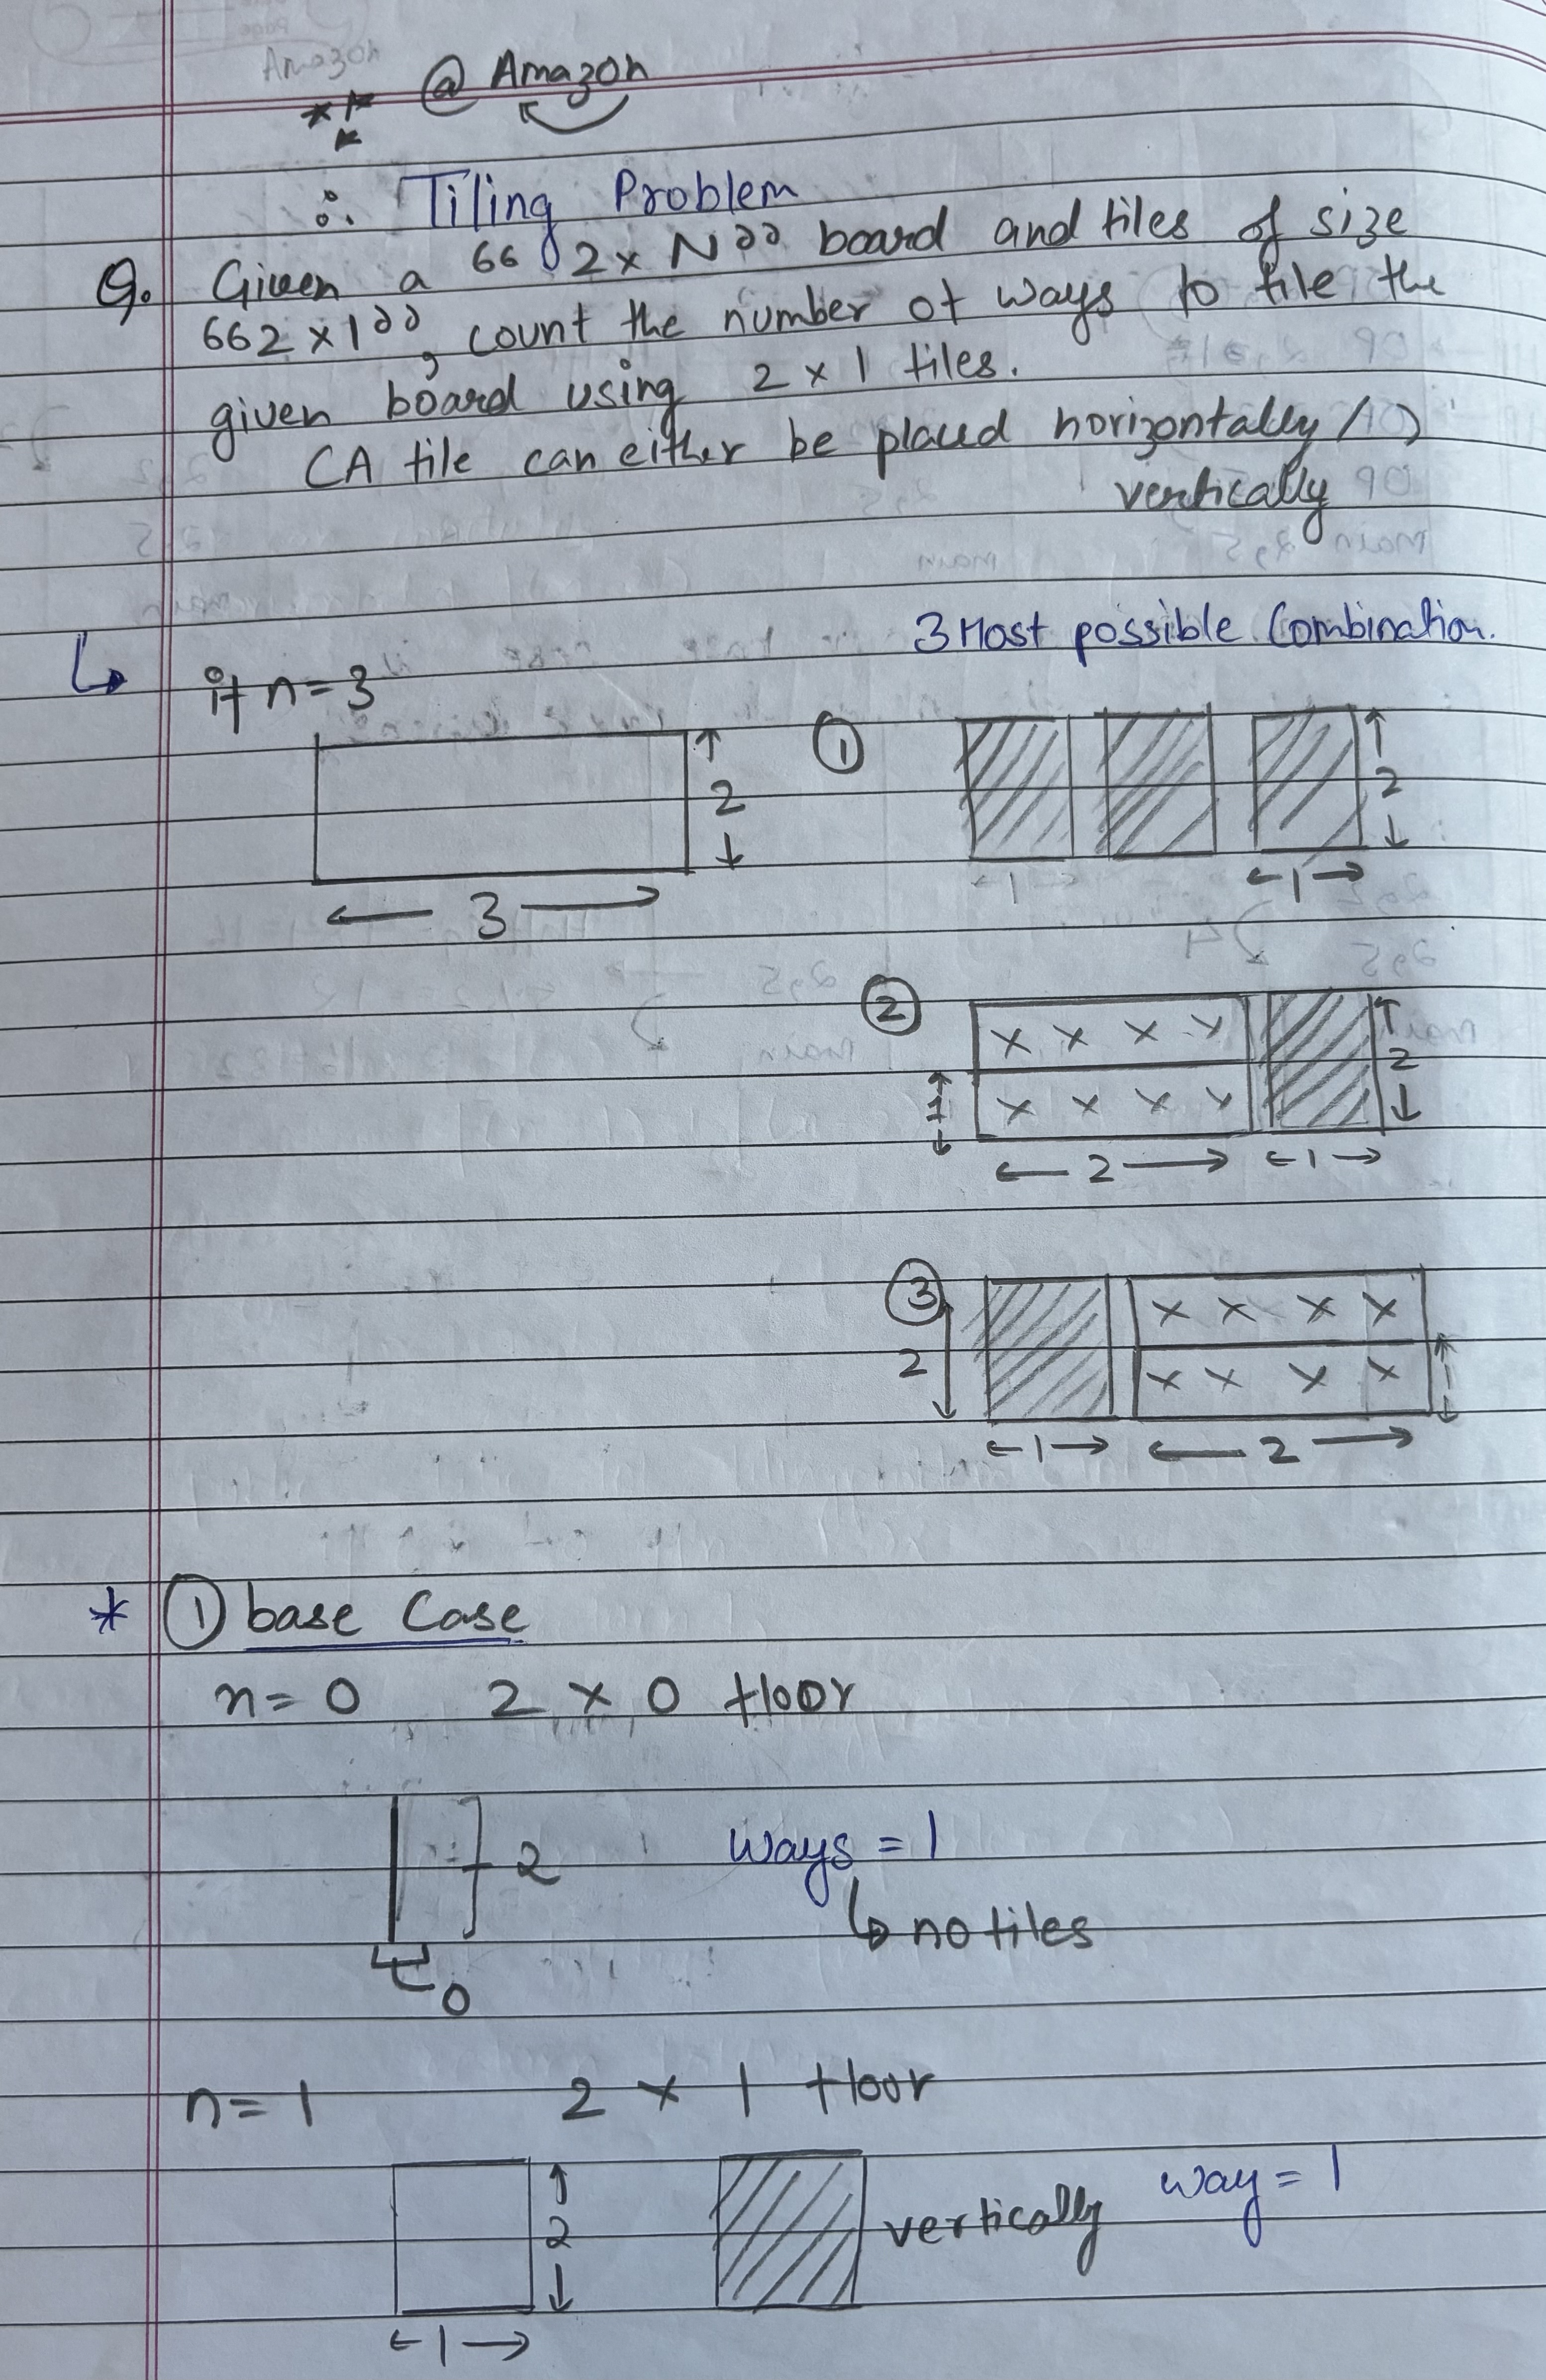 Amazon
@ Amazon
Tiling Problem
Q. Given a "2 x N" board and tiles of size
"2 x 1", count the number of ways to tile the
given board using 2 x 1 tiles.
(A tile can either be placed horizontally /
vertically)
3 Most possible Combination.
if n = 3
2
3
①
2
1
1
②
1
2
2
1
③
2
1
1
2
* ① base Case
n = 0 2 x 0 floor
2 ways = 1
↳ no tiles
0
n = 1 2 x 1 floor
2 vertically way = 1
1